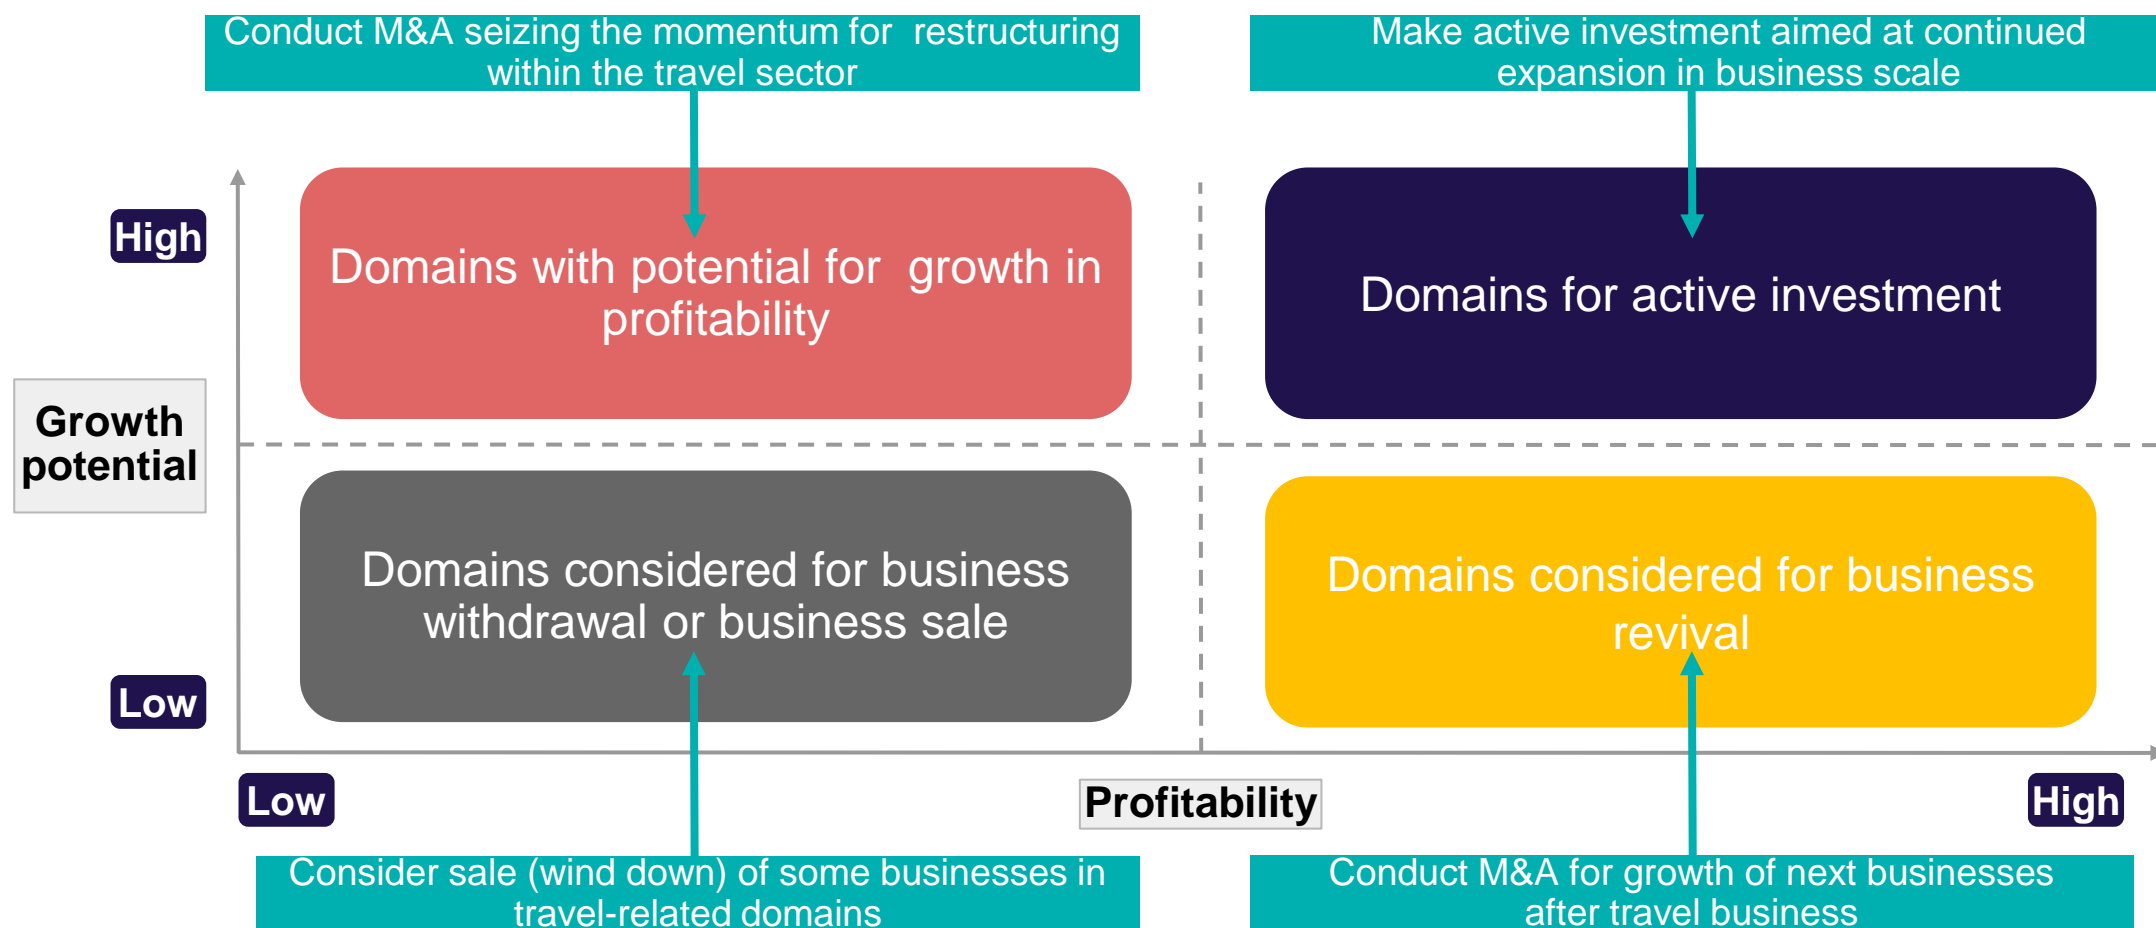 Conduct M&A seizing the momentum for restructuring
within the travel sector
Make active investment aimed at continued
expansion in business scale
High
Domains with potential for growth in
profitability
Domains for active investment
Growth
potential
Domains considered for business
withdrawal or business sale
Domains considered for business
revival
Low
Low
Profitability
High
Consider sale (wind down) of some businesses in
travel-related domains
Conduct M&A for growth of next businesses
after travel business